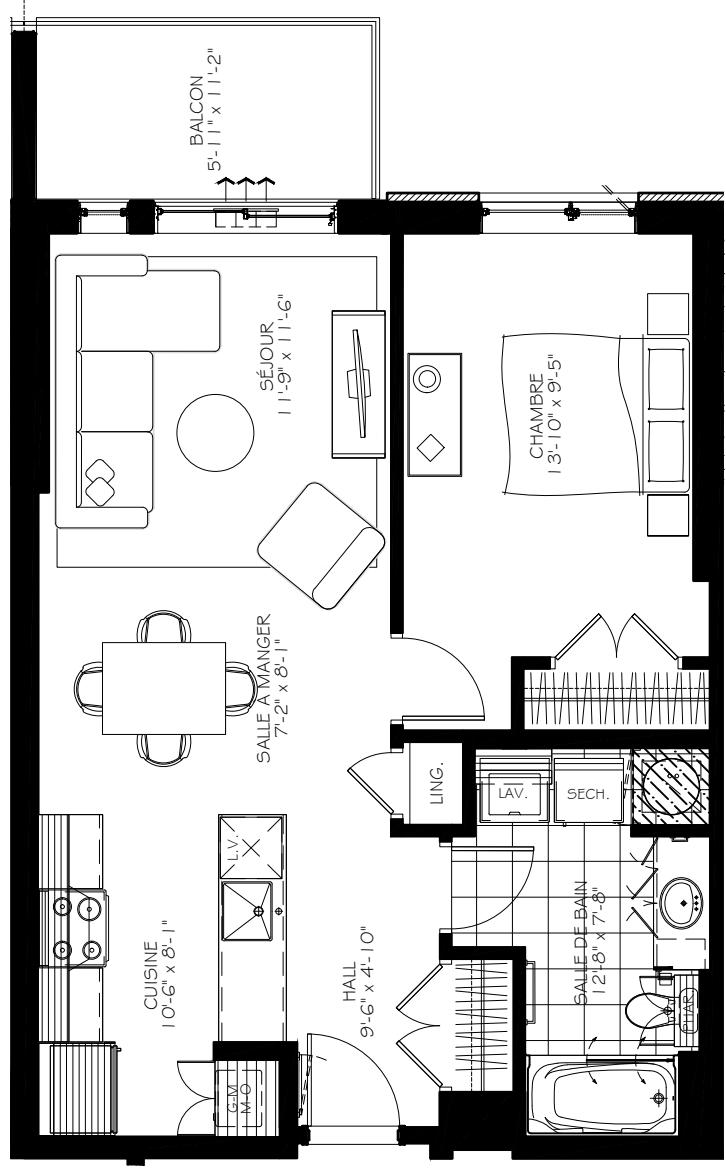 BALCON
5'-11" x 11'-2"
SÉJOUR
11'-9" x 11'-6"
CHAMBRE
13'-10" x 9'-5"
SALLE A MANGER
7'-2" x 8'-1"
LING.
LAV.
SECH.
L.V.
CUISINE
10'-6" x 8'-1"
HALL
9'-6" x 4'-10"
SALLE DE BAIN
12'-8" x 7'-8"
PHAR.
G-M
M-O